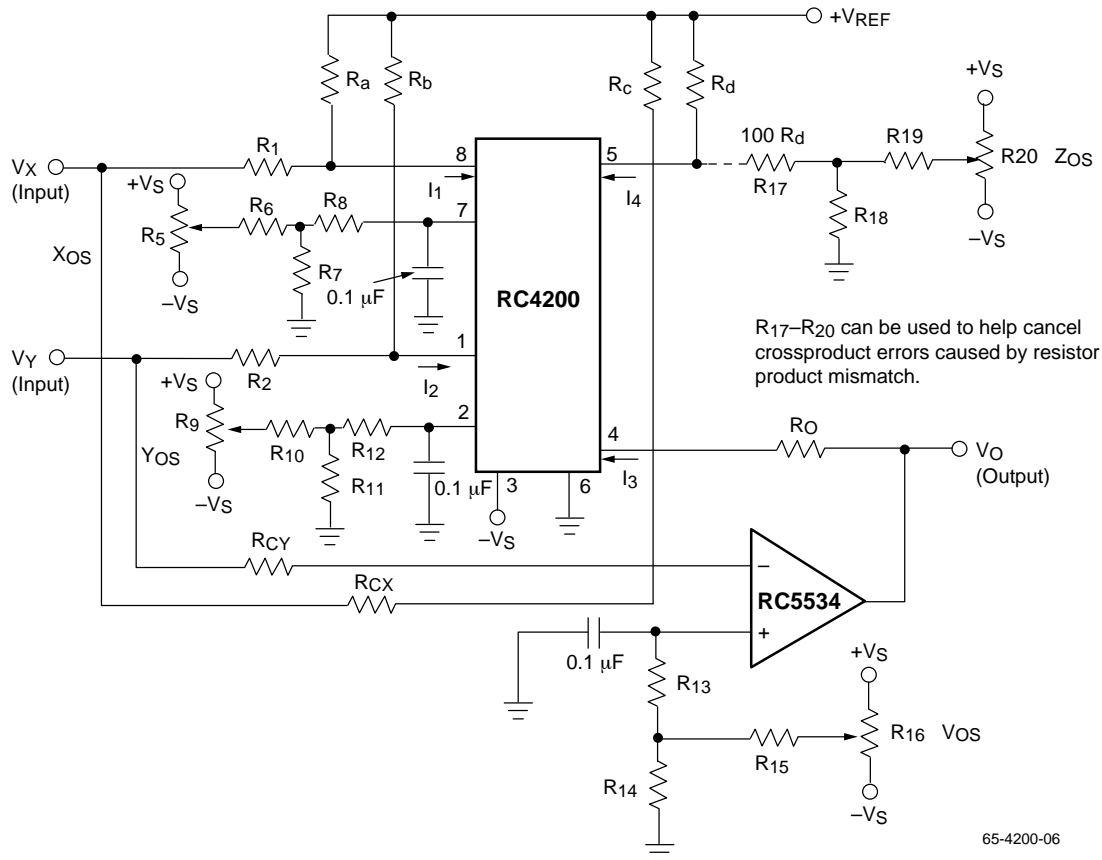 +VREF
Ra
Rb
Rc
Rd
+VS
VX
(Input)
R1
8
5
100 Rd
R17
R19
R20 ZOS
I1
I4
R18
–VS
+VS
R5
–VS
XOS
R6
R8
7
R7
0.1 μF
RC4200
R17–R20 can be used to help cancel
crossproduct errors caused by resistor
product mismatch.
VY
(Input)
R2
1
I2
+VS
R9
–VS
YOS
R10
R12
2
R11
0.1 μF
3
–VS
6
4
I3
RO
VO
(Output)
RCY
RCX
–
+
RC5534
0.1 μF
R13
+VS
R16 VOS
R15
R14
–VS
65-4200-06